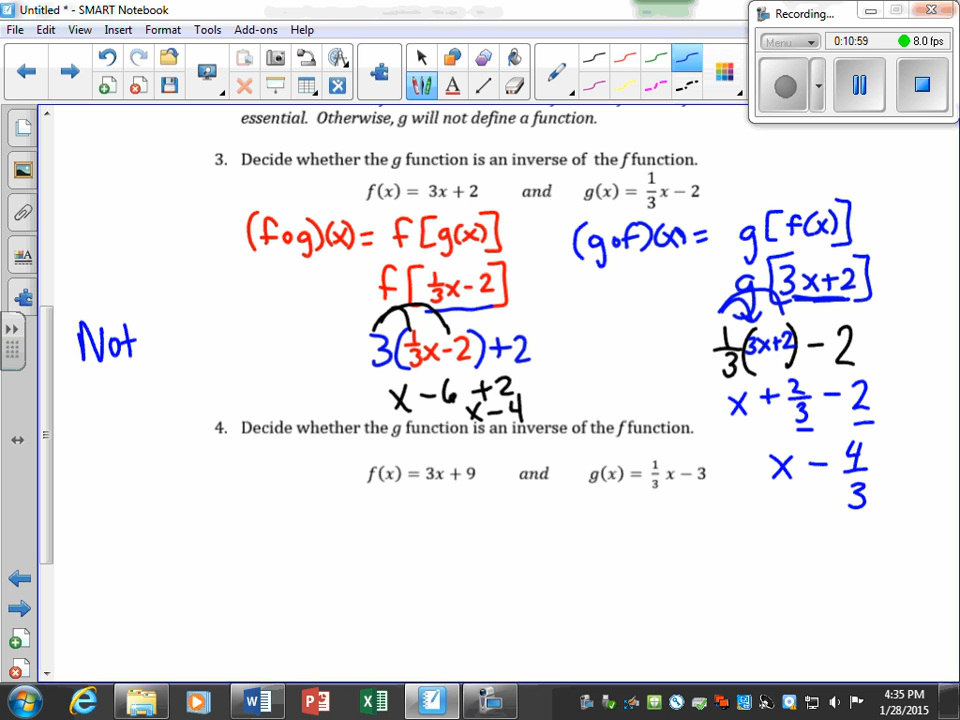 Untitled * - SMART Notebook
File Edit View Insert Format Tools Add-ons Help
Recording...
Menu
0:10:59
8.0 fps
essential. Otherwise, g will not define a function.
3. Decide whether the g function is an inverse of the f function.
f(x) = 3x + 2 and g(x) = 1/3 x − 2
(f∘g)(x) = f[g(x)]
(g∘f)(x) = g[f(x)]
f[1/3x − 2]
g[3x+2]
Not
3(1/3x − 2) + 2
1/3(3x+2) − 2
x − 6 + 2
x − 4
x + 2/3 − 2
x − 4/3
4. Decide whether the g function is an inverse of the f function.
f(x) = 3x + 9 and g(x) = 1/3 x − 3
4:35 PM
1/28/2015